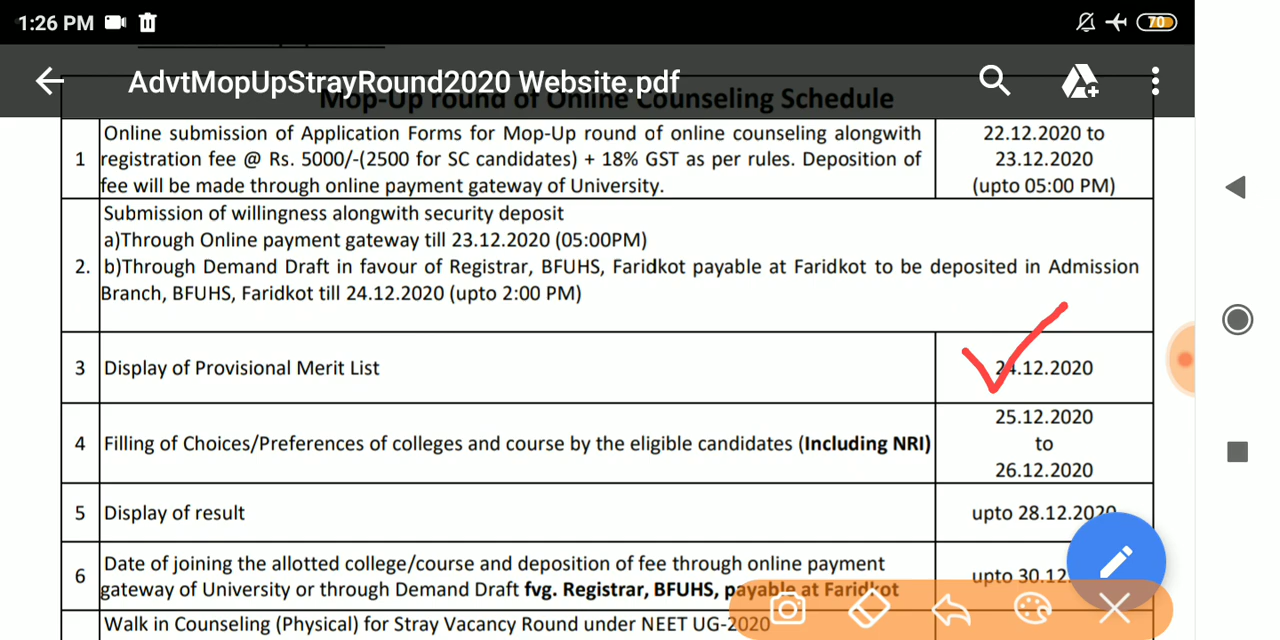 1:26 PM
70
AdvtMopUpStrayRound2020 Website.pdf
Mop-Up round of Online Counseling Schedule
1
Online submission of Application Forms for Mop-Up round of online counseling alongwith
registration fee @ Rs. 5000/-(2500 for SC candidates) + 18% GST as per rules. Deposition of
fee will be made through online payment gateway of University.
22.12.2020 to
23.12.2020
(upto 05:00 PM)
2.
Submission of willingness alongwith security deposit
a)Through Online payment gateway till 23.12.2020 (05:00PM)
b)Through Demand Draft in favour of Registrar, BFUHS, Faridkot payable at Faridkot to be deposited in Admission
Branch, BFUHS, Faridkot till 24.12.2020 (upto 2:00 PM)
3
Display of Provisional Merit List
24.12.2020
4
Filling of Choices/Preferences of colleges and course by the eligible candidates (Including NRI)
25.12.2020
to
26.12.2020
5
Display of result
upto 28.12.2020
6
Date of joining the allotted college/course and deposition of fee through online payment
gateway of University or through Demand Draft fvg. Registrar, BFUHS, payable at Faridkot
upto 30.12.
Walk in Counseling (Physical) for Stray Vacancy Round under NEET UG-2020